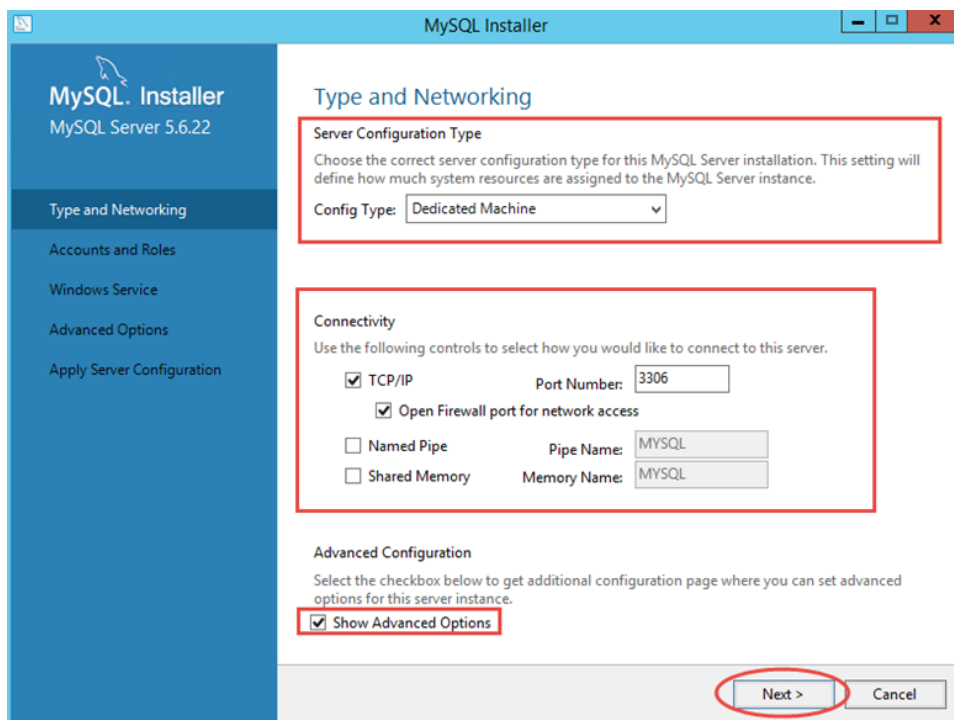 MySQL Installer
MySQL. Installer
MySQL Server 5.6.22
Type and Networking
Accounts and Roles
Windows Service
Advanced Options
Apply Server Configuration
Type and Networking
Server Configuration Type
Choose the correct server configuration type for this MySQL Server installation. This setting will
define how much system resources are assigned to the MySQL Server instance.
Config Type: Dedicated Machine
Connectivity
Use the following controls to select how you would like to connect to this server.
TCP/IP Port Number: 3306
Open Firewall port for network access
Named Pipe Pipe Name: MYSQL
Shared Memory Memory Name: MYSQL
Advanced Configuration
Select the checkbox below to get additional configuration page where you can set advanced
options for this server instance.
Show Advanced Options
Next > Cancel